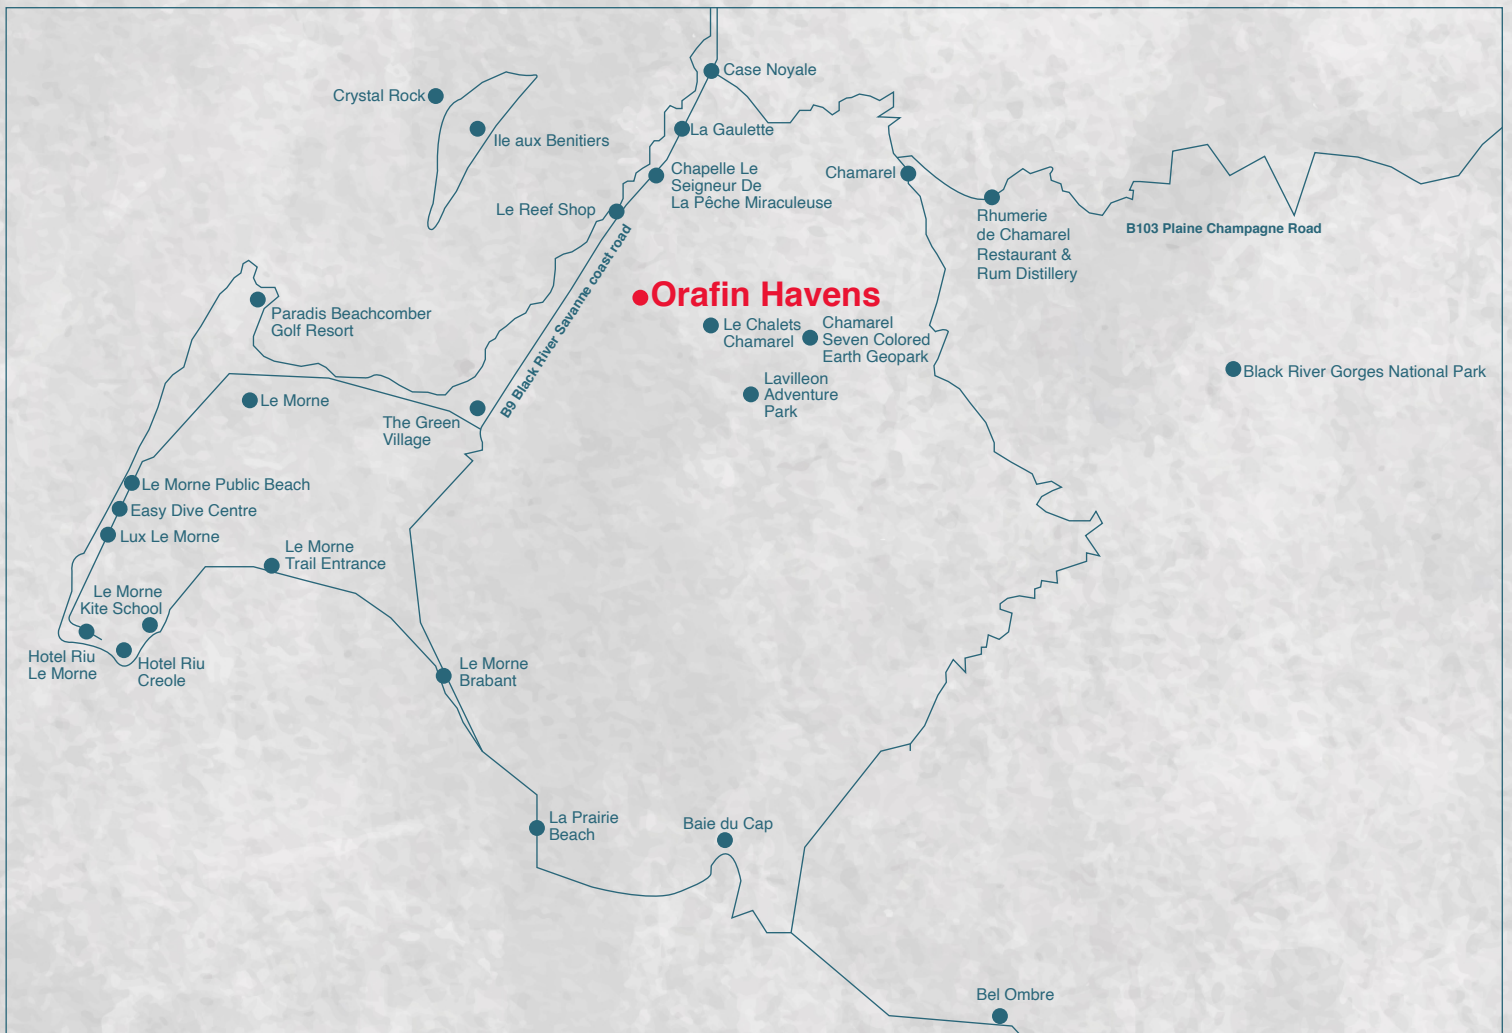 Case Noyale
Crystal Rock
Ile aux Benitiers
La Gaulette
Chapelle Le
Seigneur De
La Pêche Miraculeuse
Chamarel
Le Reef Shop
Rhumerie
de Chamarel
Restaurant &
Rum Distillery
B103 Plaine Champagne Road
B9 Black River Savanne coast road
Orafin Havens
Paradis Beachcomber
Golf Resort
Le Chalets
Chamarel
Chamarel
Seven Colored
Earth Geopark
Black River Gorges National Park
Lavilleon
Adventure
Park
Le Morne
The Green
Village
Le Morne Public Beach
Easy Dive Centre
Lux Le Morne
Le Morne
Trail Entrance
Le Morne
Kite School
Hotel Riu
Le Morne
Hotel Riu
Creole
Le Morne
Brabant
La Prairie
Beach
Baie du Cap
Bel Ombre